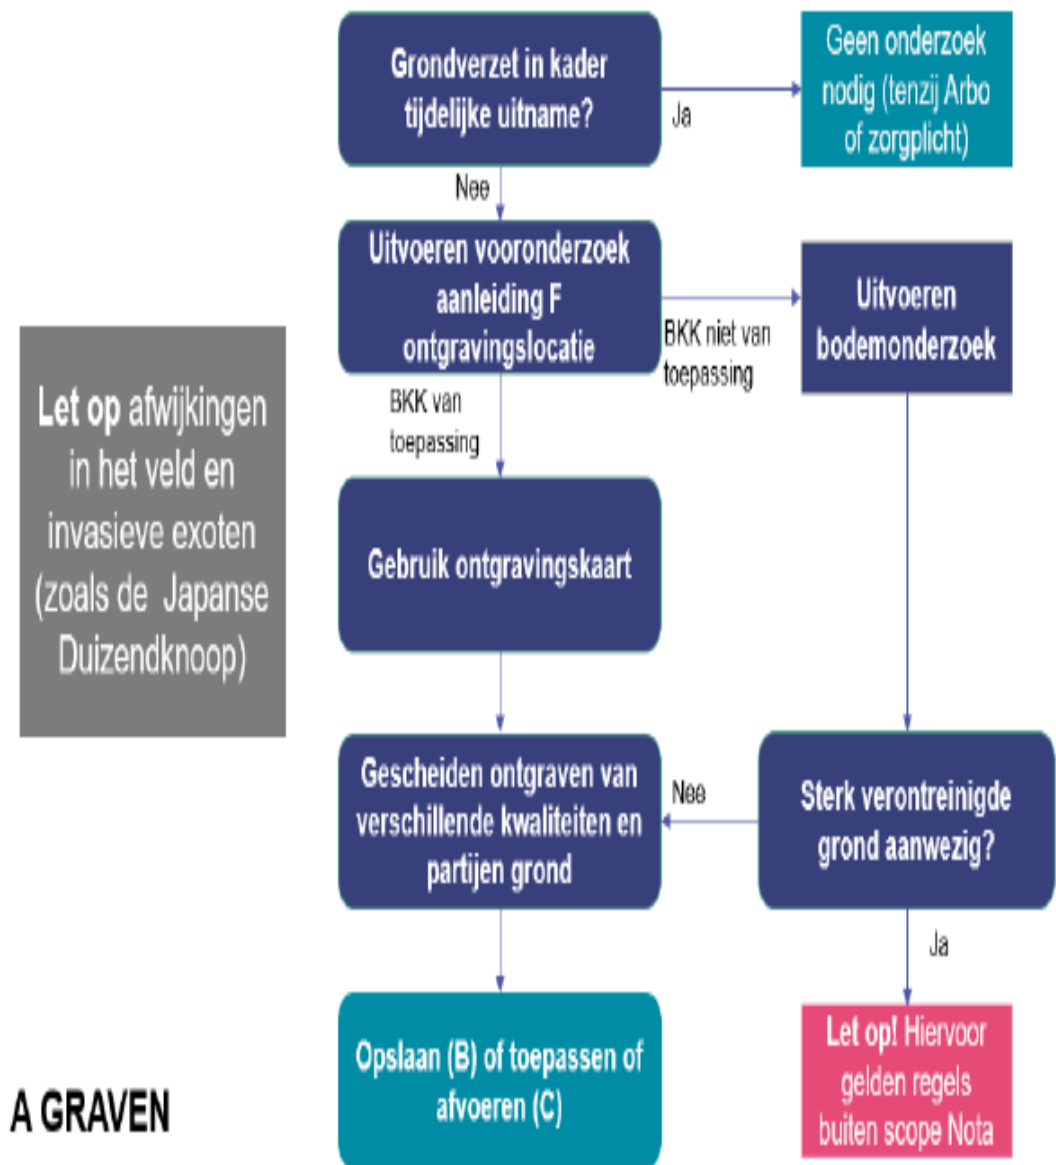 Grondverzet in kader
tijdelijke uitname?
Ja
Geen onderzoek
nodig (tenzij Arbo
of zorgplicht)
Nee
Uitvoeren vooronderzoek
aanleiding F
ontgravingslocatie
BKK niet van
toepassing
Uitvoeren
bodemonderzoek
BKK van
toepassing
Let op afwijkingen
in het veld en
invasieve exoten
(zoals de Japanse
Duizendknoop)
Gebruik ontgravingskaart
Gescheiden ontgraven van
verschillende kwaliteiten en
partijen grond
Nee
Sterk verontreinigde
grond aanwezig?
Ja
Opslaan (B) of toepassen of
afvoeren (C)
Let op! Hiervoor
gelden regels
buiten scope Nota
A GRAVEN